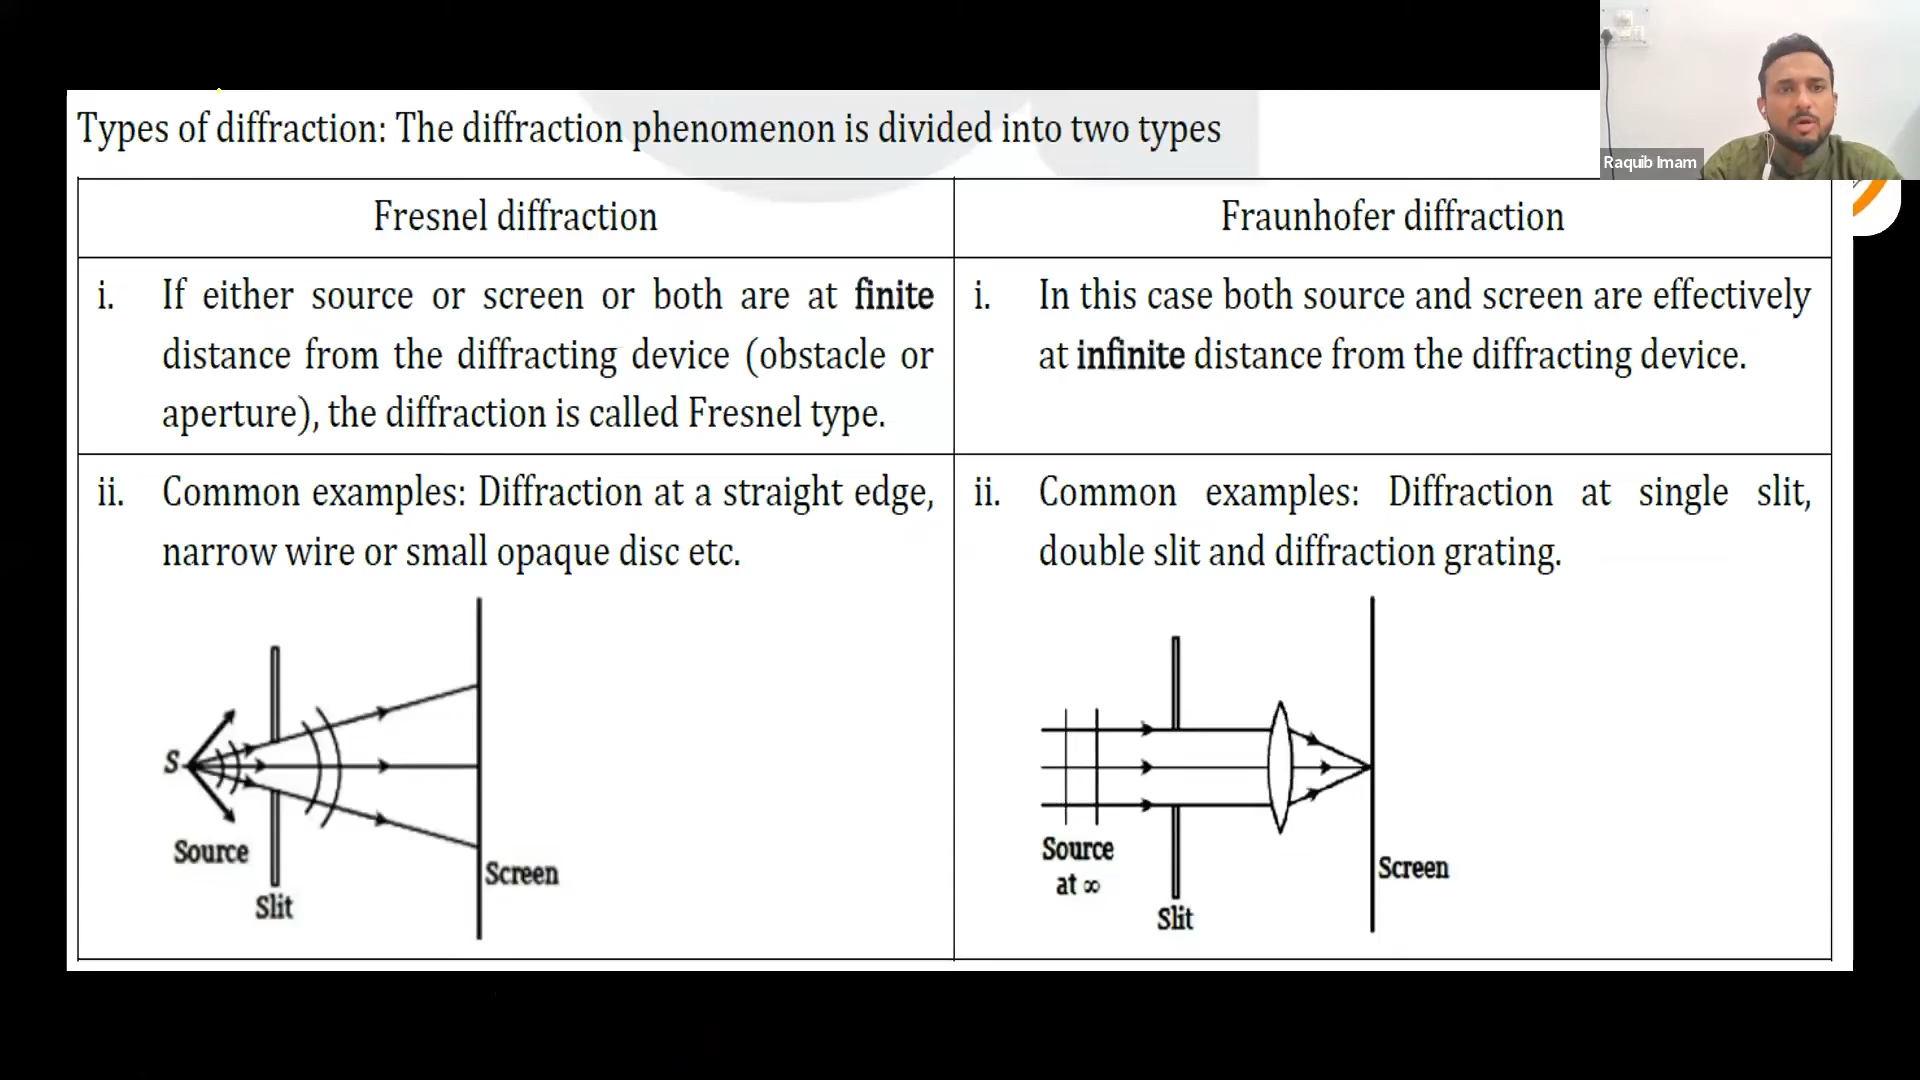 Types of diffraction: The diffraction phenomenon is divided into two types
Raquib Imam
Fresnel diffraction
Fraunhofer diffraction
i. If either source or screen or both are at finite
distance from the diffracting device (obstacle or
aperture), the diffraction is called Fresnel type.
i. In this case both source and screen are effectively
at infinite distance from the diffracting device.
ii. Common examples: Diffraction at a straight edge,
narrow wire or small opaque disc etc.
S
Source
Slit
Screen
ii. Common examples: Diffraction at single slit,
double slit and diffraction grating.
Source
at ∞
Slit
Screen